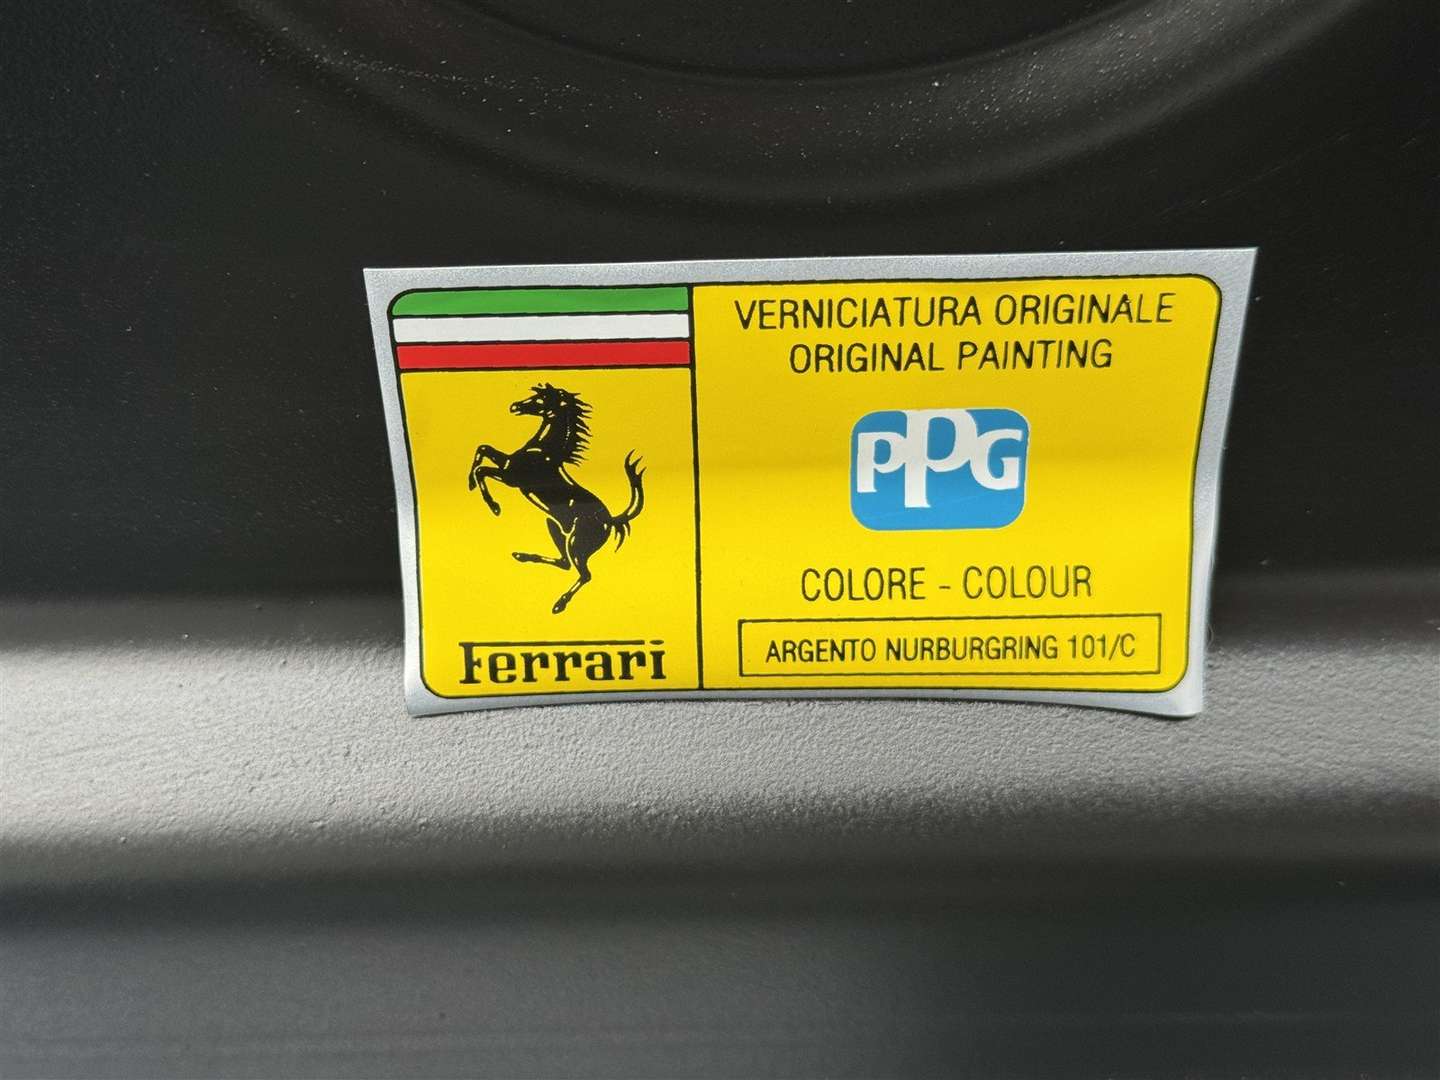 VERNICIATURA ORIGINALE
ORIGINAL PAINTING
PPG
COLORE - COLOUR
ARGENTO NURBURGRING 101/C
Ferrari